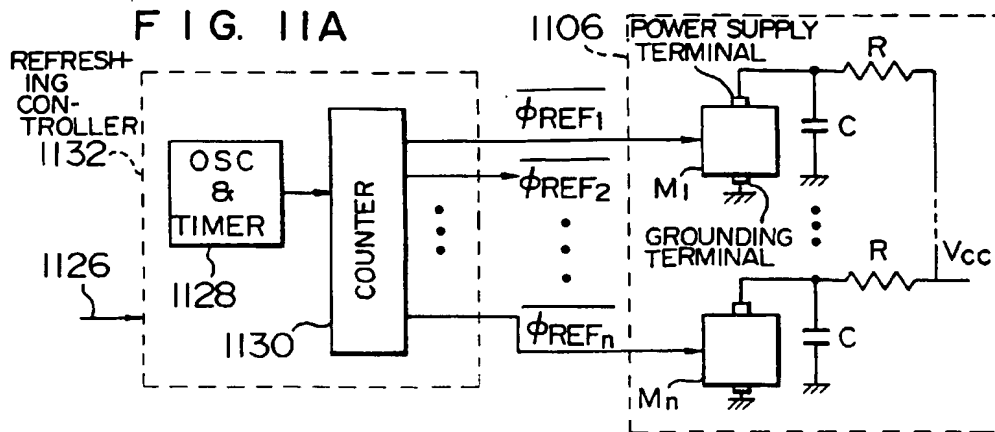 FIG. 11A
REFRESH-
ING
CON-
TROLLER
1132
OSC
&
TIMER
1128
1126
COUNTER
1130
φREF1
φREF2
φREFn
1106
POWER SUPPLY
TERMINAL
R
C
M1
GROUNDING
TERMINAL
R
Vcc
C
Mn